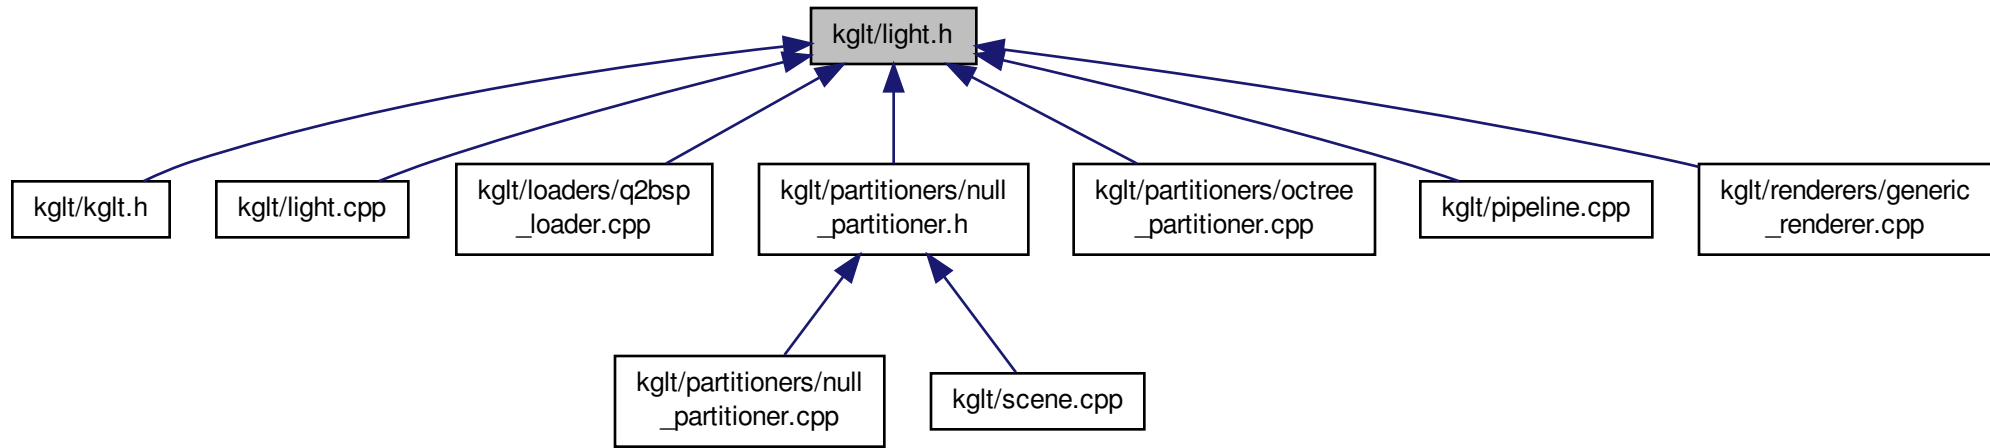 kglt/light.h
kglt/kglt.h
kglt/light.cpp
kglt/loaders/q2bsp
_loader.cpp
kglt/partitioners/null
_partitioner.h
kglt/partitioners/octree
_partitioner.cpp
kglt/pipeline.cpp
kglt/renderers/generic
_renderer.cpp
kglt/partitioners/null
_partitioner.cpp
kglt/scene.cpp